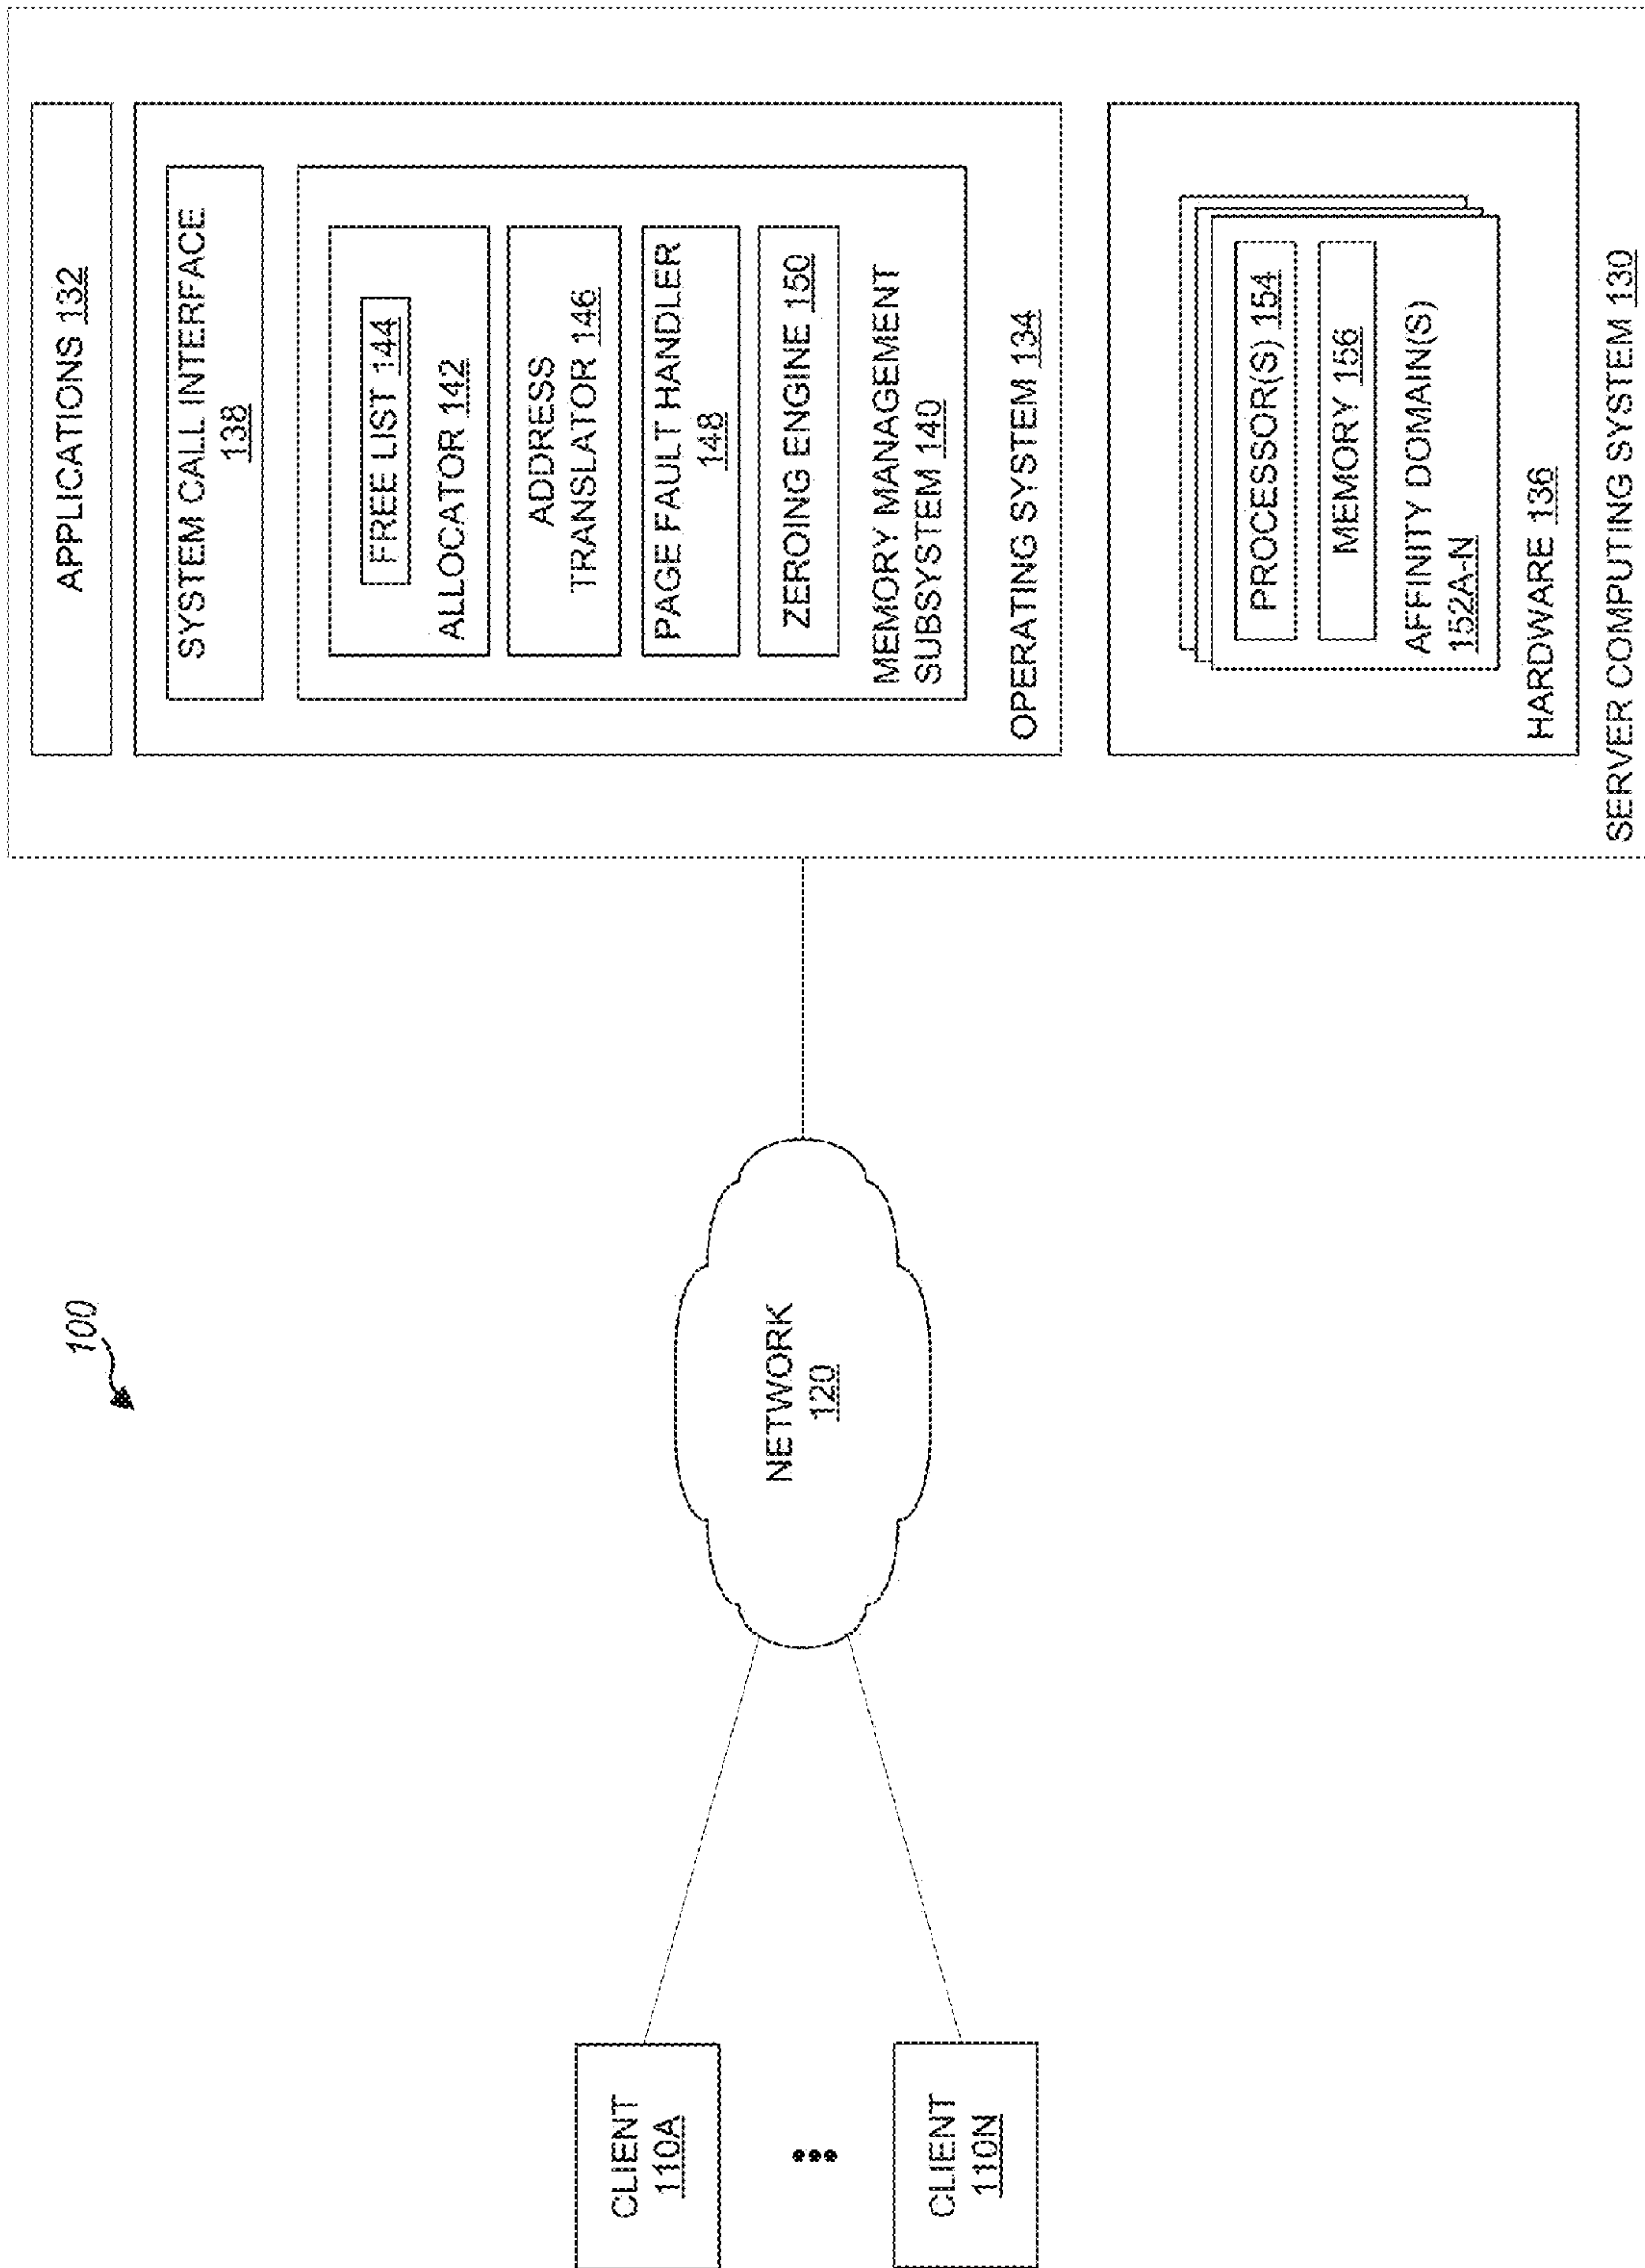 100
CLIENT
110A
•••
CLIENT
110N
NETWORK
120
APPLICATIONS 132
SYSTEM CALL INTERFACE
138
FREE LIST 144
ALLOCATOR 142
ADDRESS
TRANSLATOR 146
PAGE FAULT HANDLER
148
ZEROING ENGINE 150
MEMORY MANAGEMENT
SUBSYSTEM 140
OPERATING SYSTEM 134
PROCESSOR(S) 154
MEMORY 156
AFFINITY DOMAIN(S)
152A-N
HARDWARE 136
SERVER COMPUTING SYSTEM 130